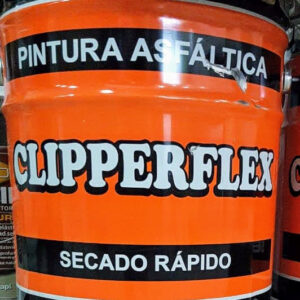 PINTURA ASFÁLTICA
CLIPPERFLEX
SECADO RÁPIDO